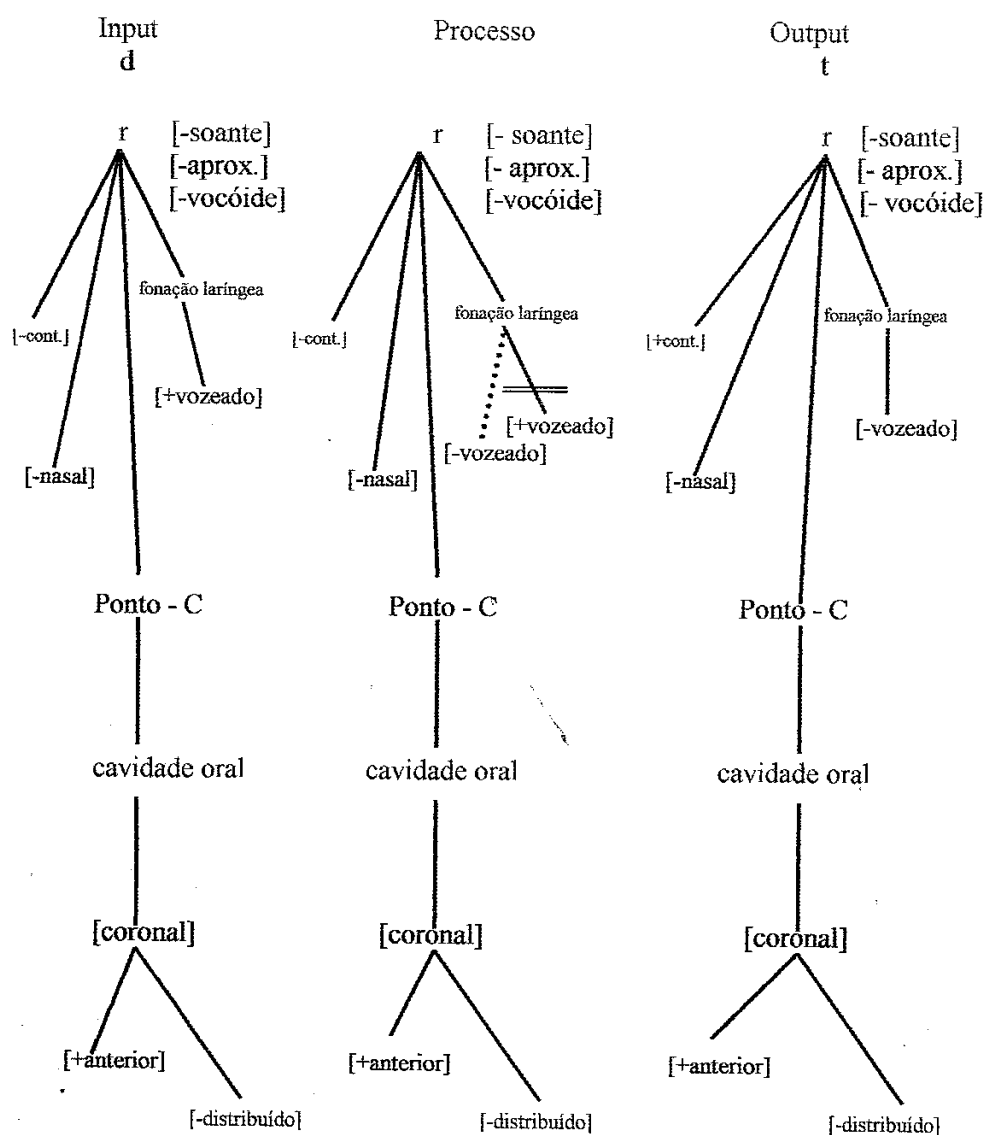 Input Processo Output
d t
r [-soante] r [- soante] r [-soante]
[-aprox.] [- aprox.] [- aprox.]
[-vocóide] [-vocóide] [- vocóide]
fonação laríngea fonação laríngea fonação laríngea
[-cont.] [-cont.] [+cont.]
[+vozeado] [+vozeado] [-vozeado]
[-vozeado]
[-nasal] [-nasal] [-nasal]
Ponto - C Ponto - C Ponto - C
cavidade oral cavidade oral cavidade oral
[coronal] [coronal] [coronal]
[+anterior] [+anterior] [+anterior]
[-distribuído] [-distribuído] [-distribuído]